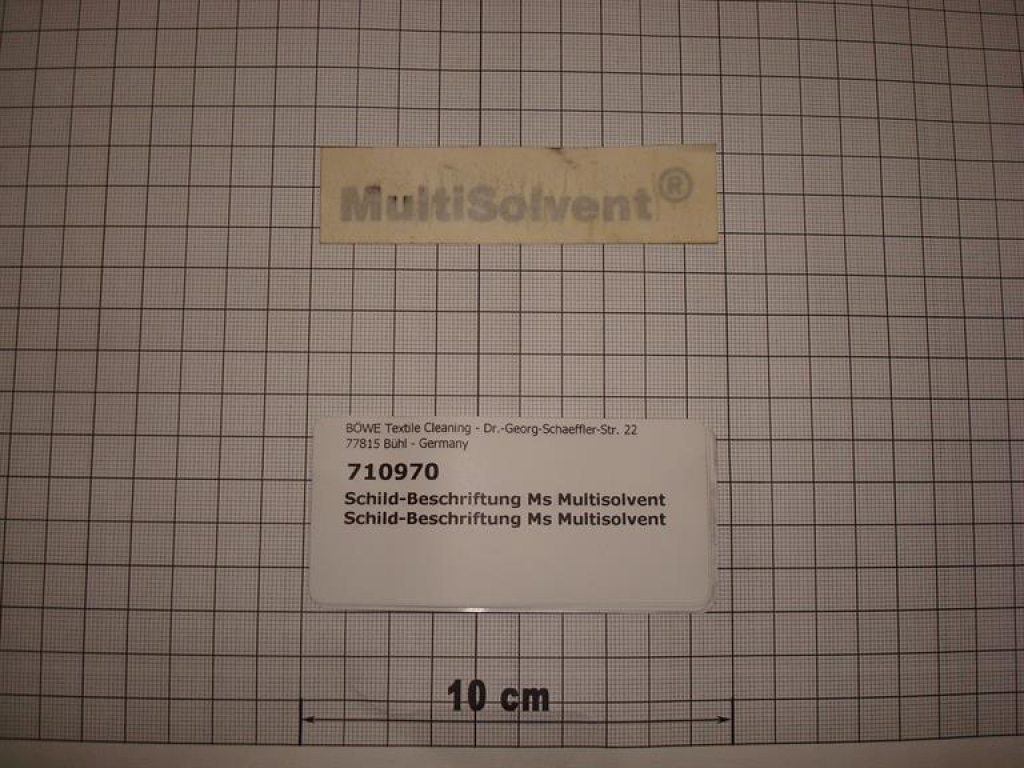 MultiSolvent®
BÖWE Textile Cleaning - Dr.-Georg-Schaeffler-Str. 22
77815 Bühl - Germany
710970
Schild-Beschriftung Ms Multisolvent
Schild-Beschriftung Ms Multisolvent
10 cm